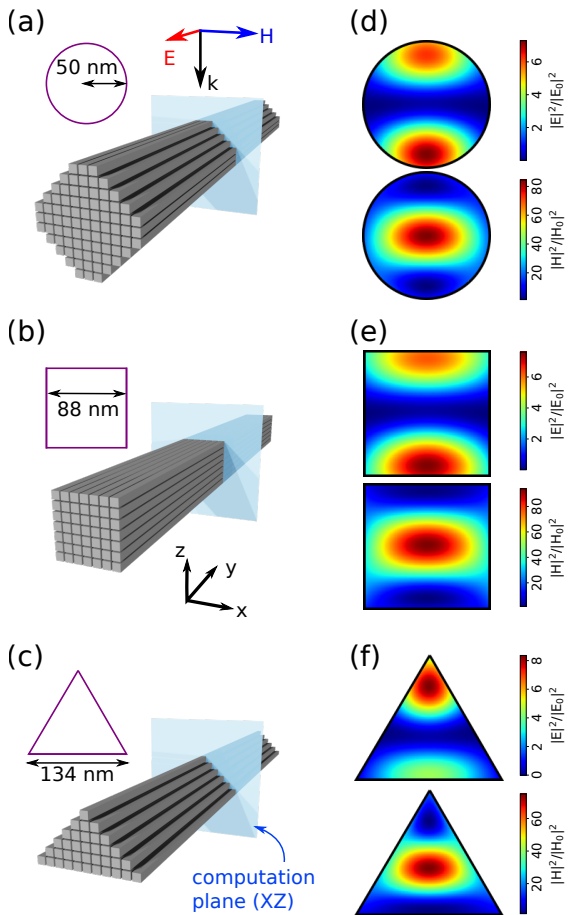 (a)
50 nm
E
H
k
(d)
2 4 6
|E|²/|E₀|²
20 40 60 80
|H|²/|H₀|²
(b)
88 nm
z
y
x
(e)
2 4 6
|E|²/|E₀|²
20 40 60 80
|H|²/|H₀|²
(c)
134 nm
computation
plane (XZ)
(f)
0 2 4 6 8
|E|²/|E₀|²
20 40 60
|H|²/|H₀|²